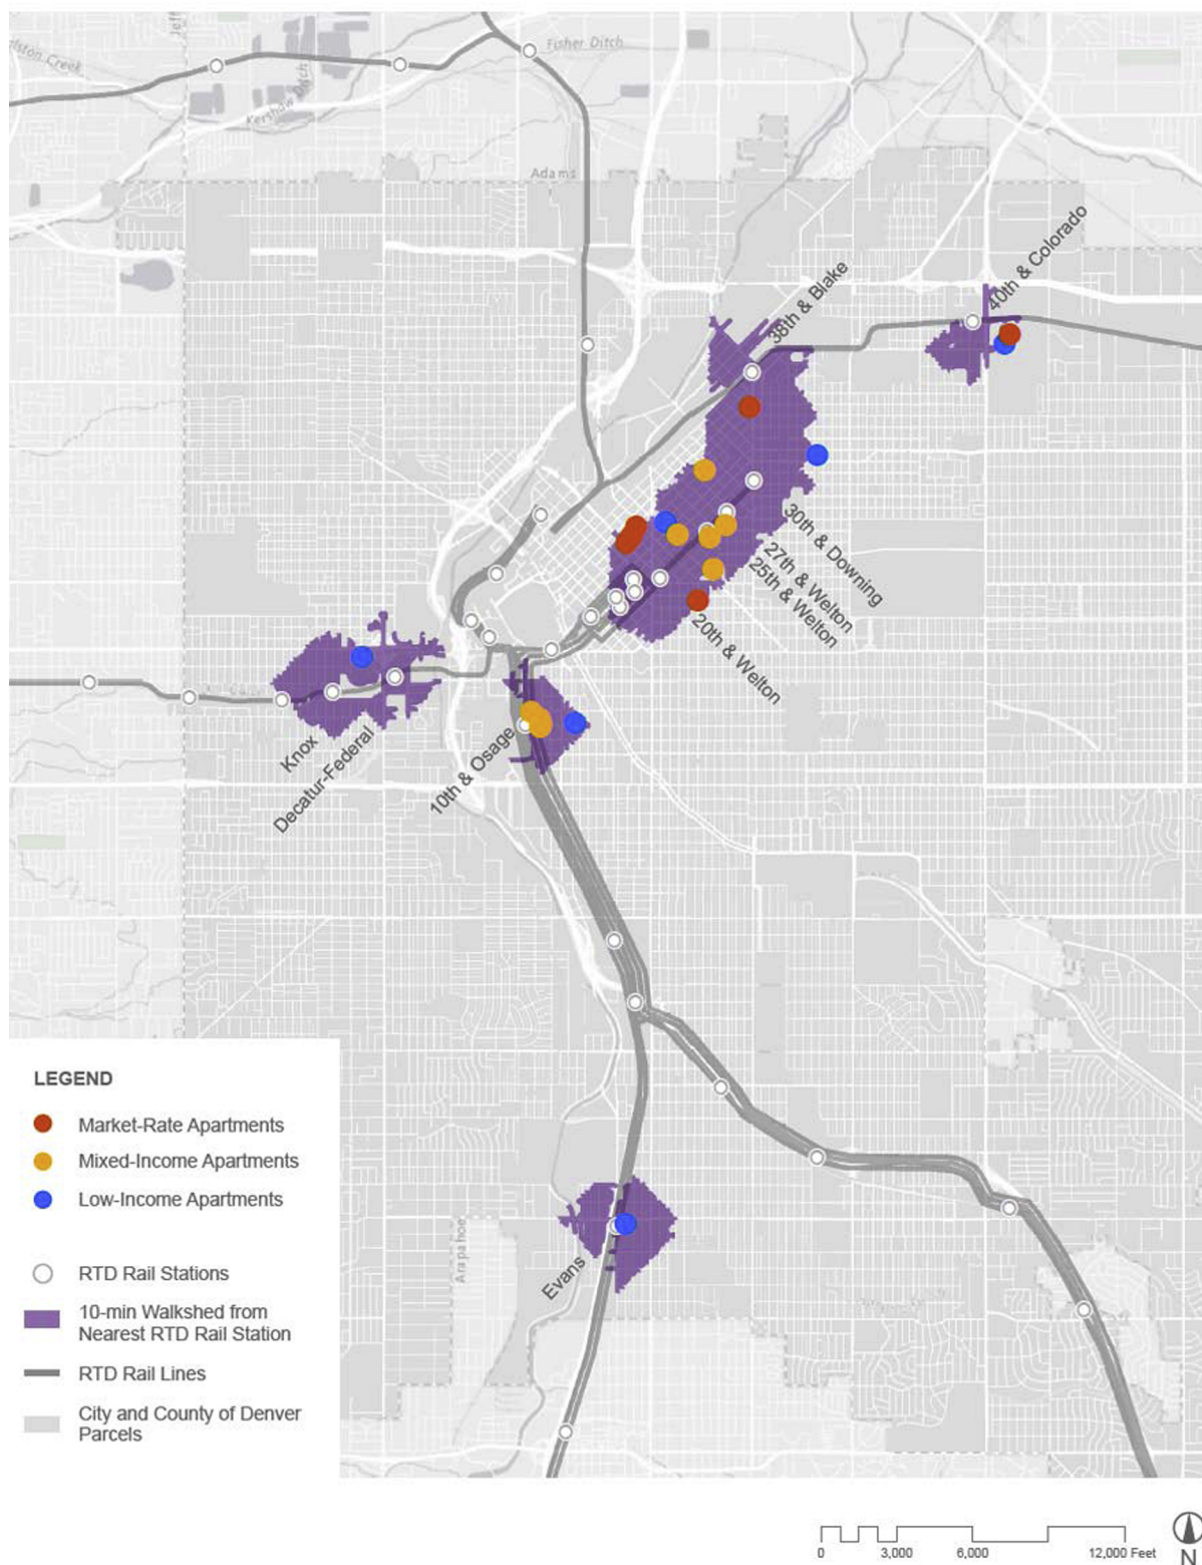 Fisher Ditch
Kershaw Ditch
Adams
40th & Colorado
38th & Blake
30th & Downing
27th & Welton
25th & Welton
20th & Welton
Knox
Decatur-Federal
10th & Osage
Evans
Arapahoe
LEGEND
Market-Rate Apartments
Mixed-Income Apartments
Low-Income Apartments
RTD Rail Stations
10-min Walkshed from
Nearest RTD Rail Station
RTD Rail Lines
City and County of Denver
Parcels
0 3,000 6,000 12,000 Feet
N